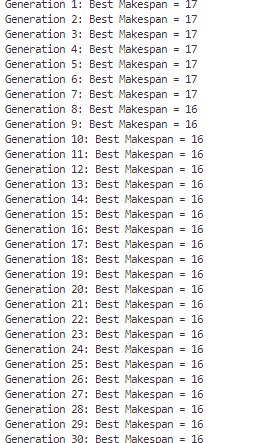 Generation 1: Best Makespan = 17
Generation 2: Best Makespan = 17
Generation 3: Best Makespan = 17
Generation 4: Best Makespan = 17
Generation 5: Best Makespan = 17
Generation 6: Best Makespan = 17
Generation 7: Best Makespan = 17
Generation 8: Best Makespan = 16
Generation 9: Best Makespan = 16
Generation 10: Best Makespan = 16
Generation 11: Best Makespan = 16
Generation 12: Best Makespan = 16
Generation 13: Best Makespan = 16
Generation 14: Best Makespan = 16
Generation 15: Best Makespan = 16
Generation 16: Best Makespan = 16
Generation 17: Best Makespan = 16
Generation 18: Best Makespan = 16
Generation 19: Best Makespan = 16
Generation 20: Best Makespan = 16
Generation 21: Best Makespan = 16
Generation 22: Best Makespan = 16
Generation 23: Best Makespan = 16
Generation 24: Best Makespan = 16
Generation 25: Best Makespan = 16
Generation 26: Best Makespan = 16
Generation 27: Best Makespan = 16
Generation 28: Best Makespan = 16
Generation 29: Best Makespan = 16
Generation 30: Best Makespan = 16